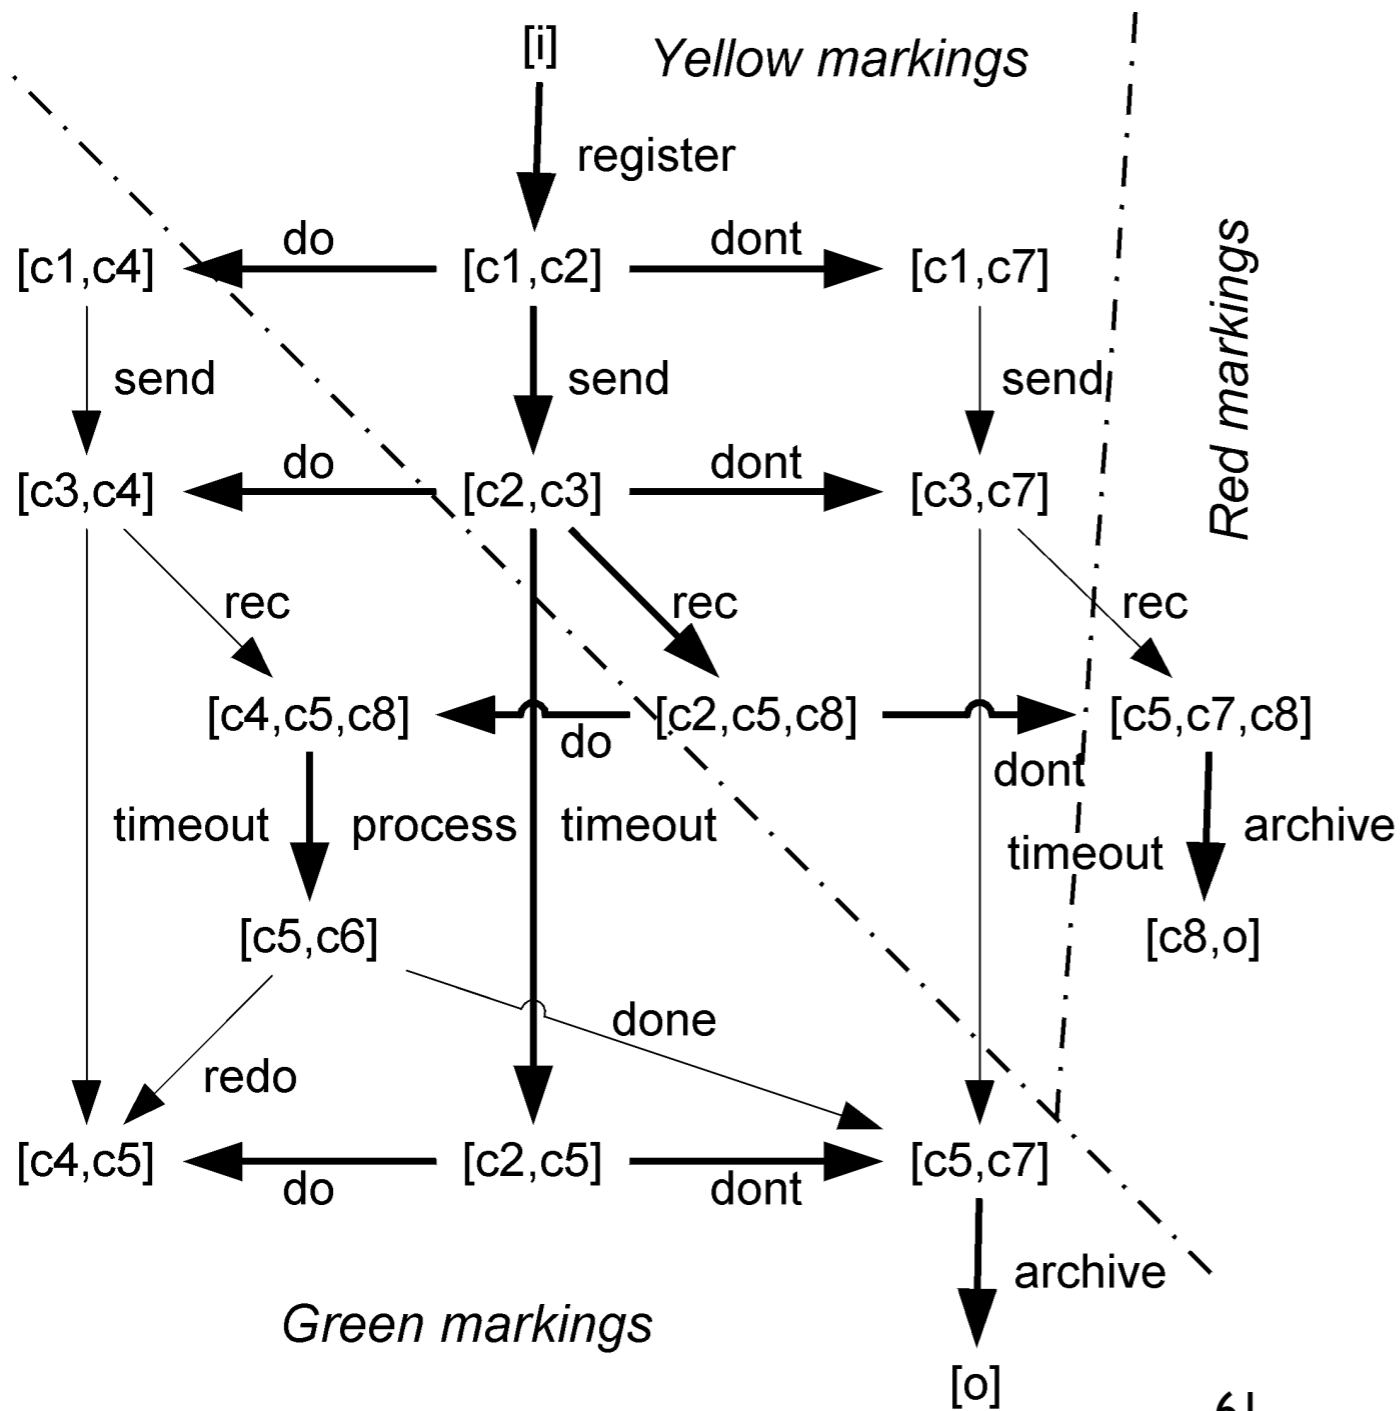 [i]
Yellow markings
register
do
dont
[c1,c4]
[c1,c2]
[c1,c7]
Red markings
send
send
send
do
dont
[c3,c4]
[c2,c3]
[c3,c7]
rec
rec
rec
[c4,c5,c8]
[c2,c5,c8]
[c5,c7,c8]
do
dont
timeout
process
timeout
timeout
archive
[c5,c6]
[c8,o]
done
redo
[c4,c5]
[c2,c5]
[c5,c7]
do
dont
archive
Green markings
[o]